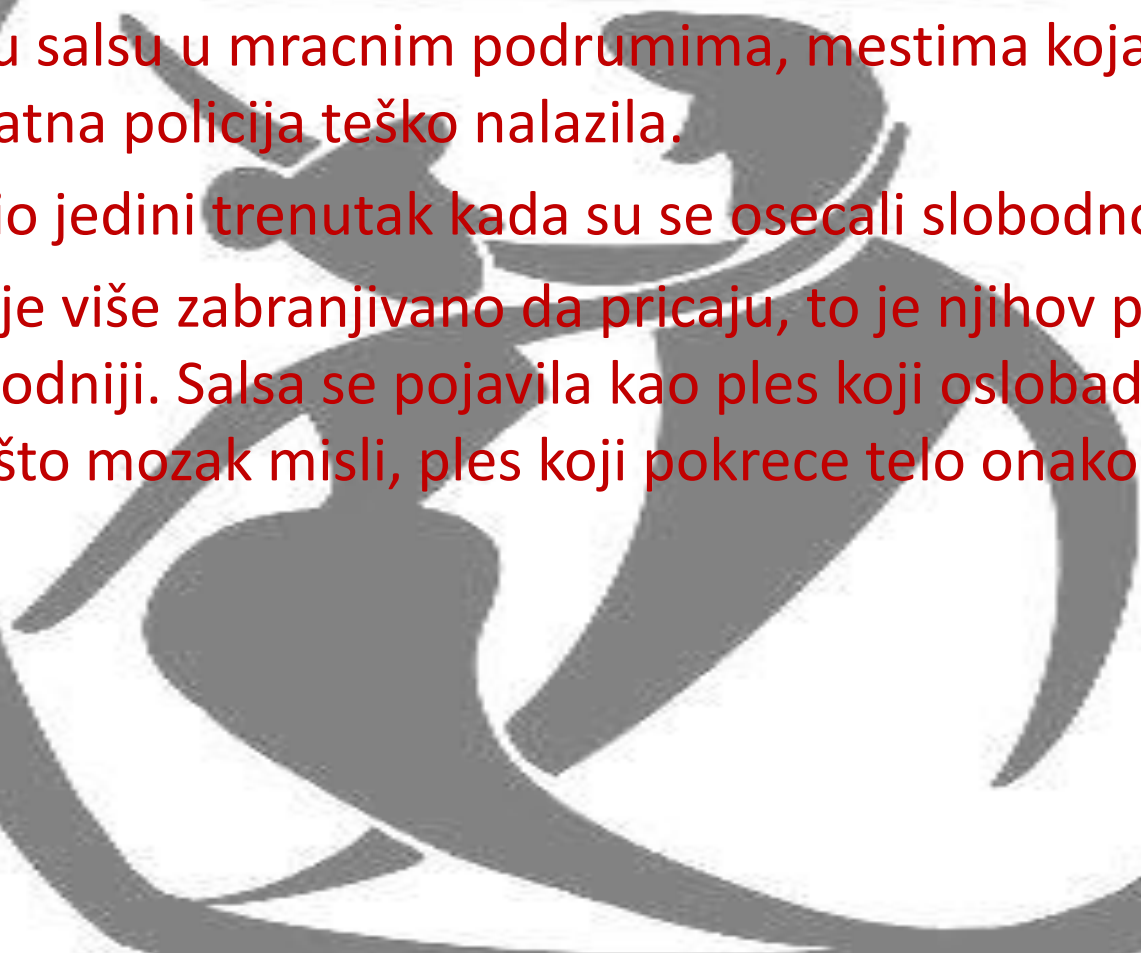 u salsu u mracnim podrumima, mestima koja
atna policija teško nalazila.
io jedini trenutak kada su se osecali slobodno
je više zabranjivano da pricaju, to je njihov p
odniji. Salsa se pojavila kao ples koji oslobad
što mozak misli, ples koji pokrece telo onako